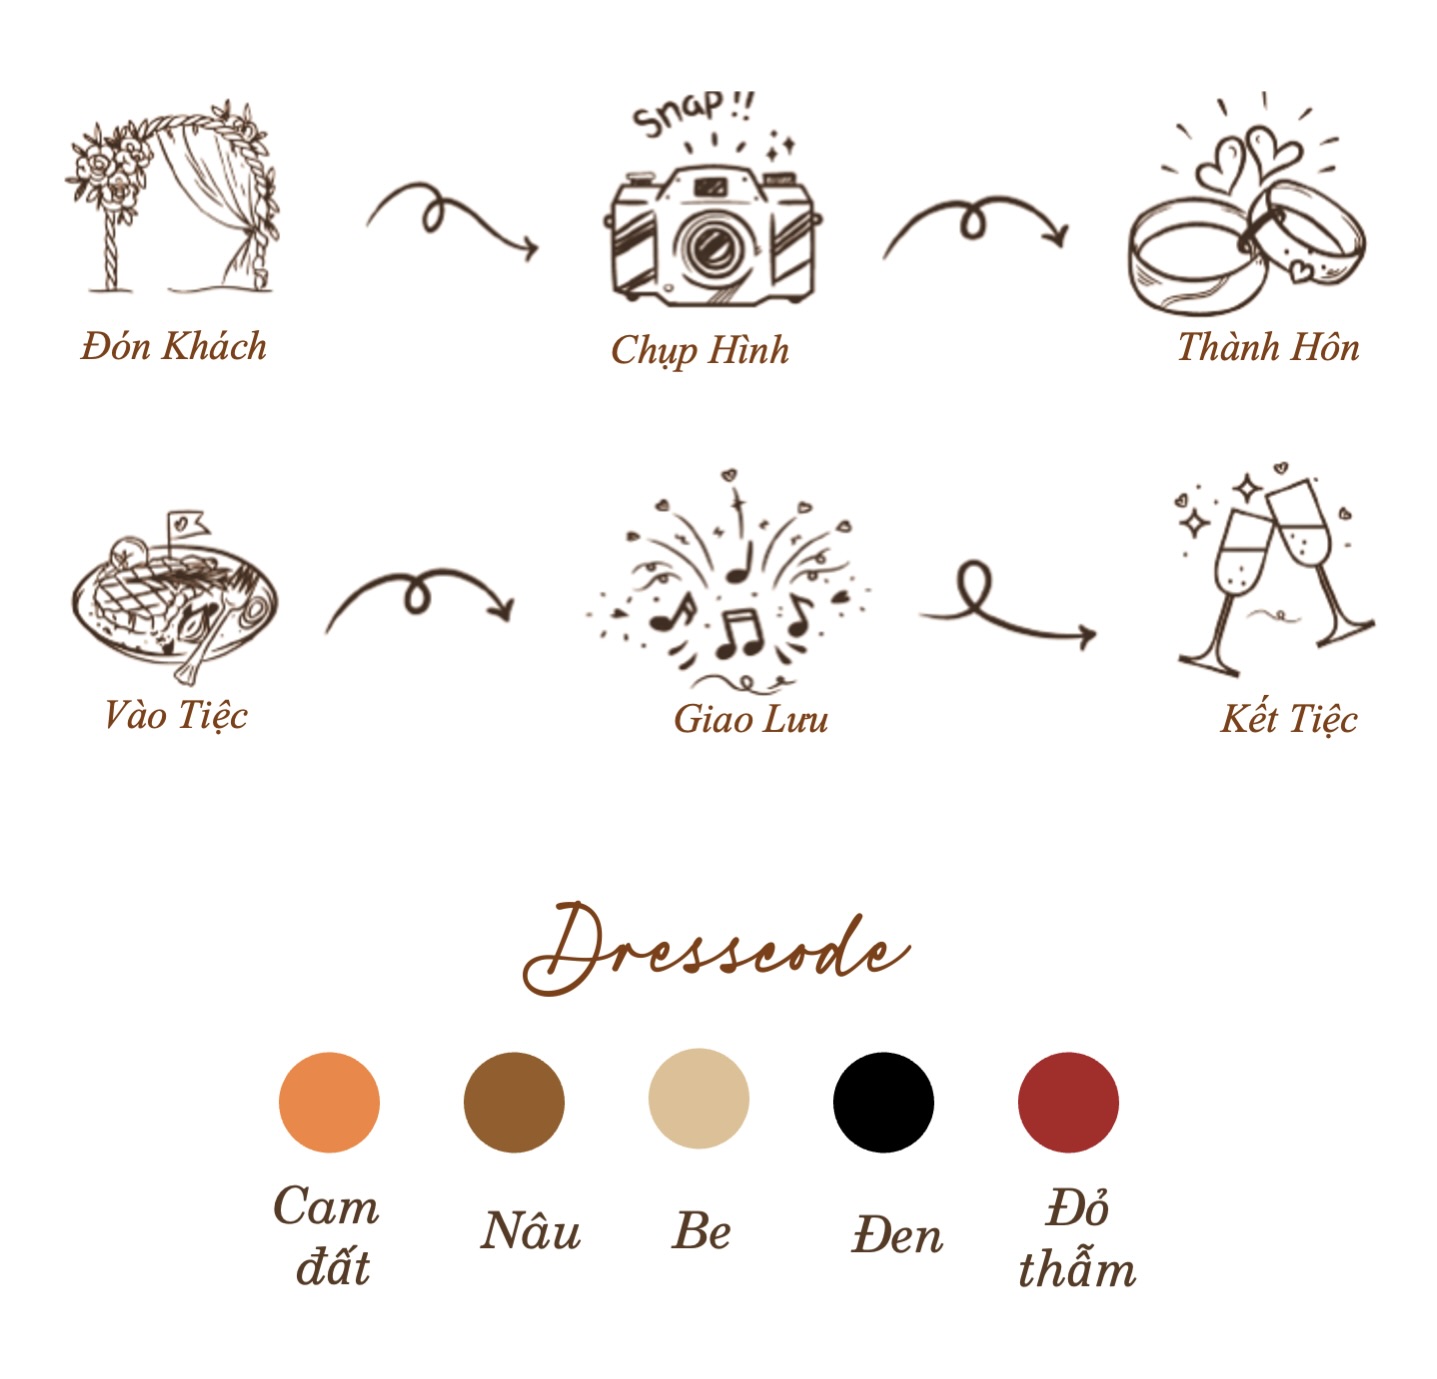 Snap!!
Đón Khách
Chụp Hình
Thành Hôn
Vào Tiệc
Giao Lưu
Kết Tiệc
Dresscode
Cam
đất
Nâu
Be
Đen
Đỏ
thẫm